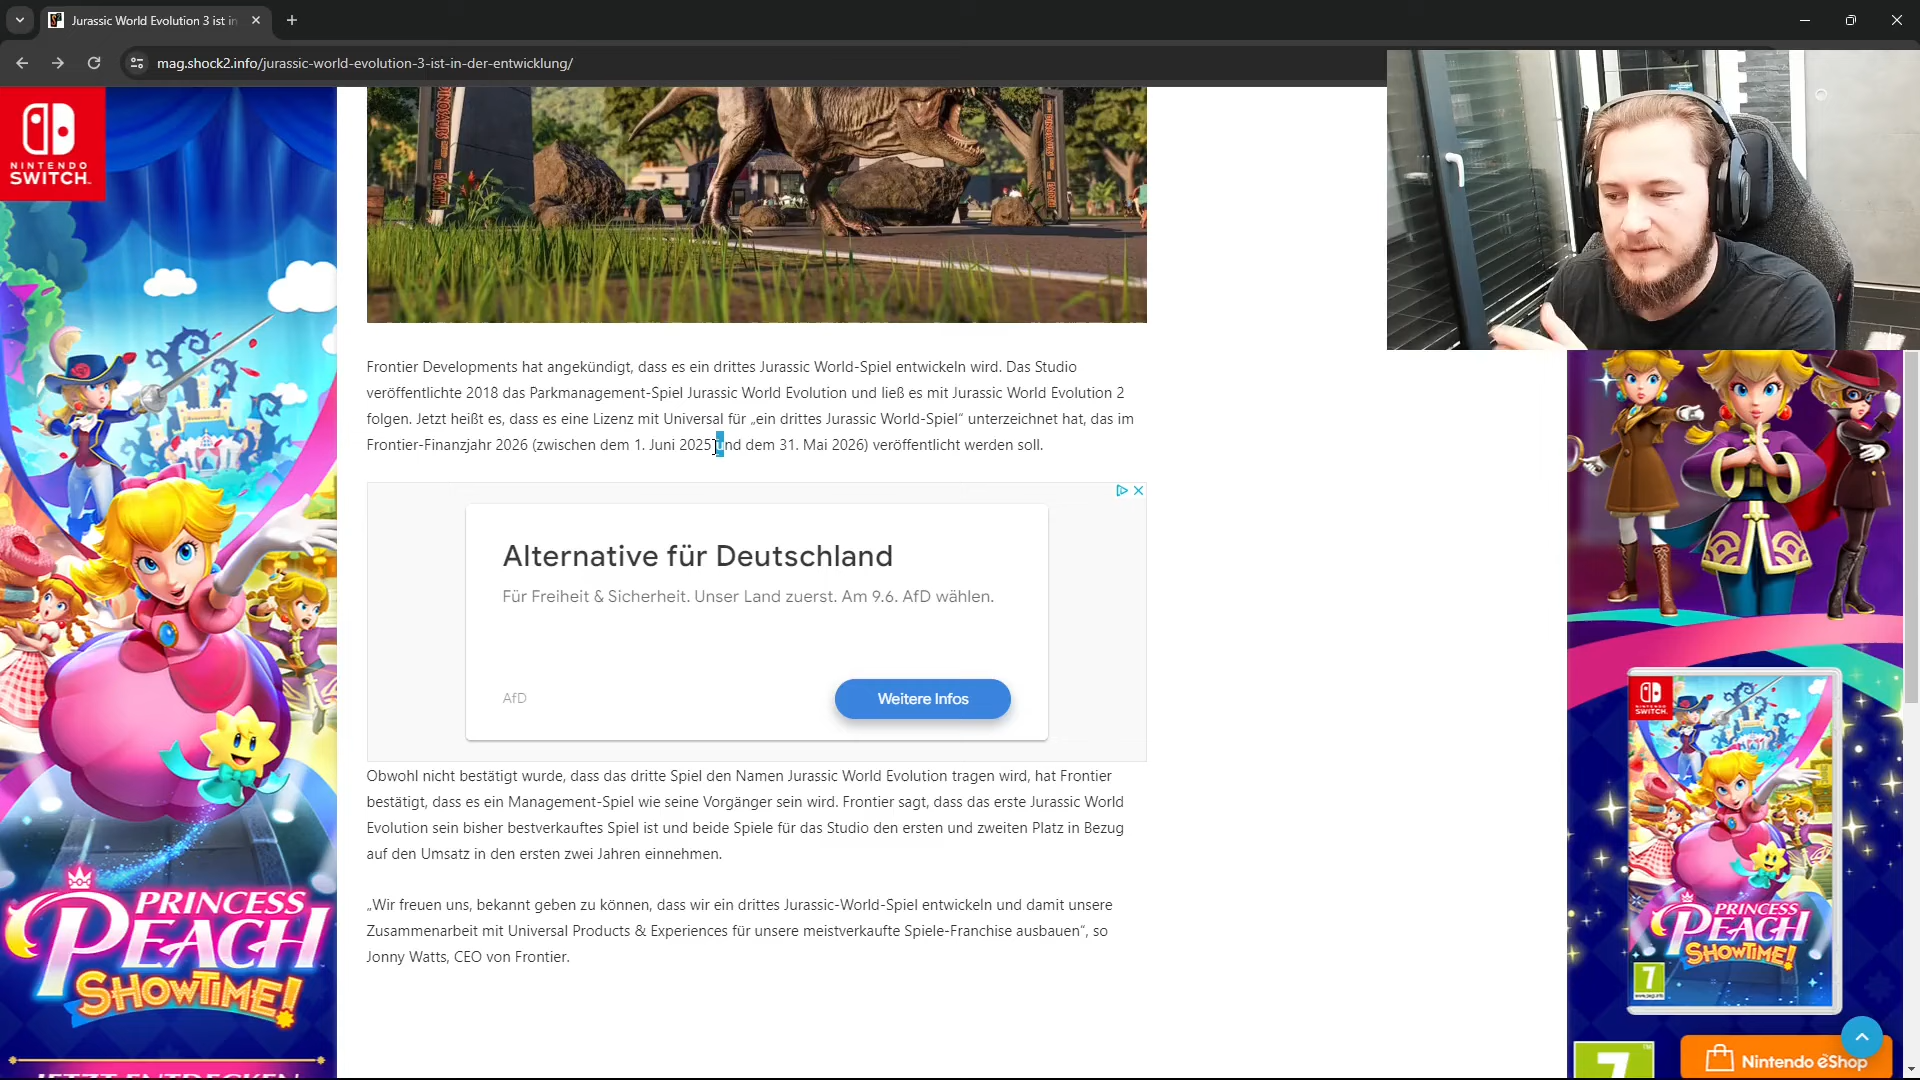 Jurassic World Evolution 3 ist in
mag.shock2.info/jurassic-world-evolution-3-ist-in-der-entwicklung/
NINTENDO
SWITCH
Frontier Developments hat angekündigt, dass es ein drittes Jurassic World-Spiel entwickeln wird. Das Studio
veröffentlichte 2018 das Parkmanagement-Spiel Jurassic World Evolution und ließ es mit Jurassic World Evolution 2
folgen. Jetzt heißt es, dass es eine Lizenz mit Universal für „ein drittes Jurassic World-Spiel“ unterzeichnet hat, das im
Frontier-Finanzjahr 2026 (zwischen dem 1. Juni 2025 und dem 31. Mai 2026) veröffentlicht werden soll.
Alternative für Deutschland
Für Freiheit & Sicherheit. Unser Land zuerst. Am 9.6. AfD wählen.
AfD
Weitere Infos
Obwohl nicht bestätigt wurde, dass das dritte Spiel den Namen Jurassic World Evolution tragen wird, hat Frontier
bestätigt, dass es ein Management-Spiel wie seine Vorgänger sein wird. Frontier sagt, dass das erste Jurassic World
Evolution sein bisher bestverkauftes Spiel ist und beide Spiele für das Studio den ersten und zweiten Platz in Bezug
auf den Umsatz in den ersten zwei Jahren einnehmen.
„Wir freuen uns, bekannt geben zu können, dass wir ein drittes Jurassic-World-Spiel entwickeln und damit unsere
Zusammenarbeit mit Universal Products & Experiences für unsere meistverkaufte Spiele-Franchise ausbauen“, so
Jonny Watts, CEO von Frontier.
PRINCESS
PEACH
SHOWTIME!
JETZT ENTDECKEN
NINTENDO
SWITCH
PRINCESS
PEACH
SHOWTIME!
7
7
Nintendo eShop